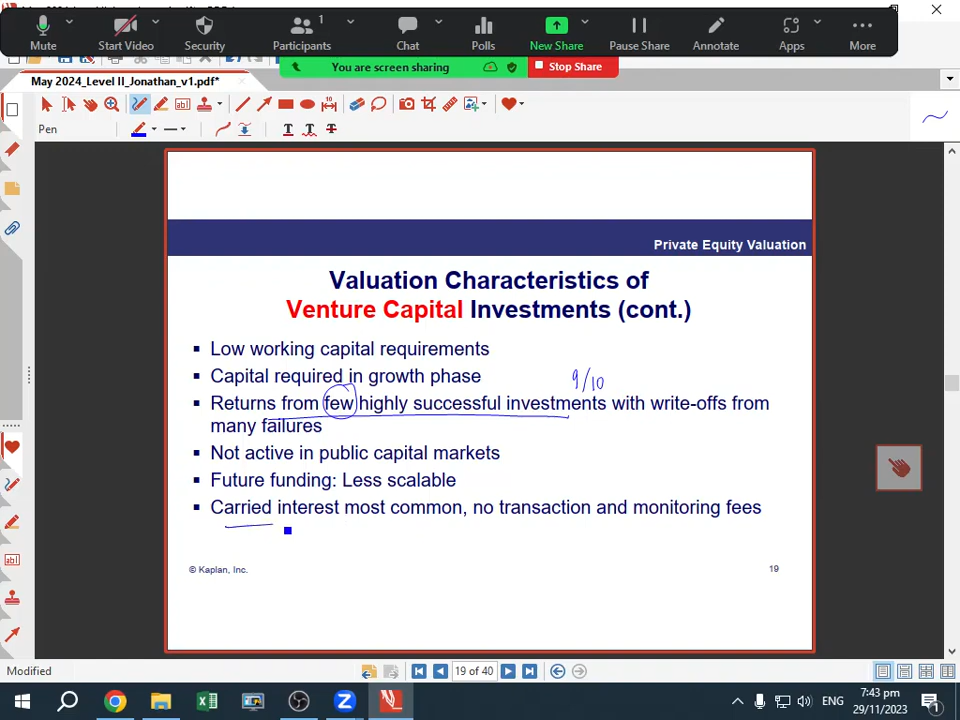 1
Mute
Start Video
Security
Participants
Chat
Polls
New Share
Pause Share
Annotate
Apps
More
You are screen sharing
Stop Share
May 2024_Level II_Jonathan_v1.pdf*
Pen
Private Equity Valuation
Valuation Characteristics of
Venture Capital Investments (cont.)
▪ Low working capital requirements
▪ Capital required in growth phase
9/10
▪ Returns from few highly successful investments with write-offs from
many failures
▪ Not active in public capital markets
▪ Future funding: Less scalable
▪ Carried interest most common, no transaction and monitoring fees
© Kaplan, Inc.
19
Modified
19 of 40
ENG
7:43 pm
29/11/2023
1